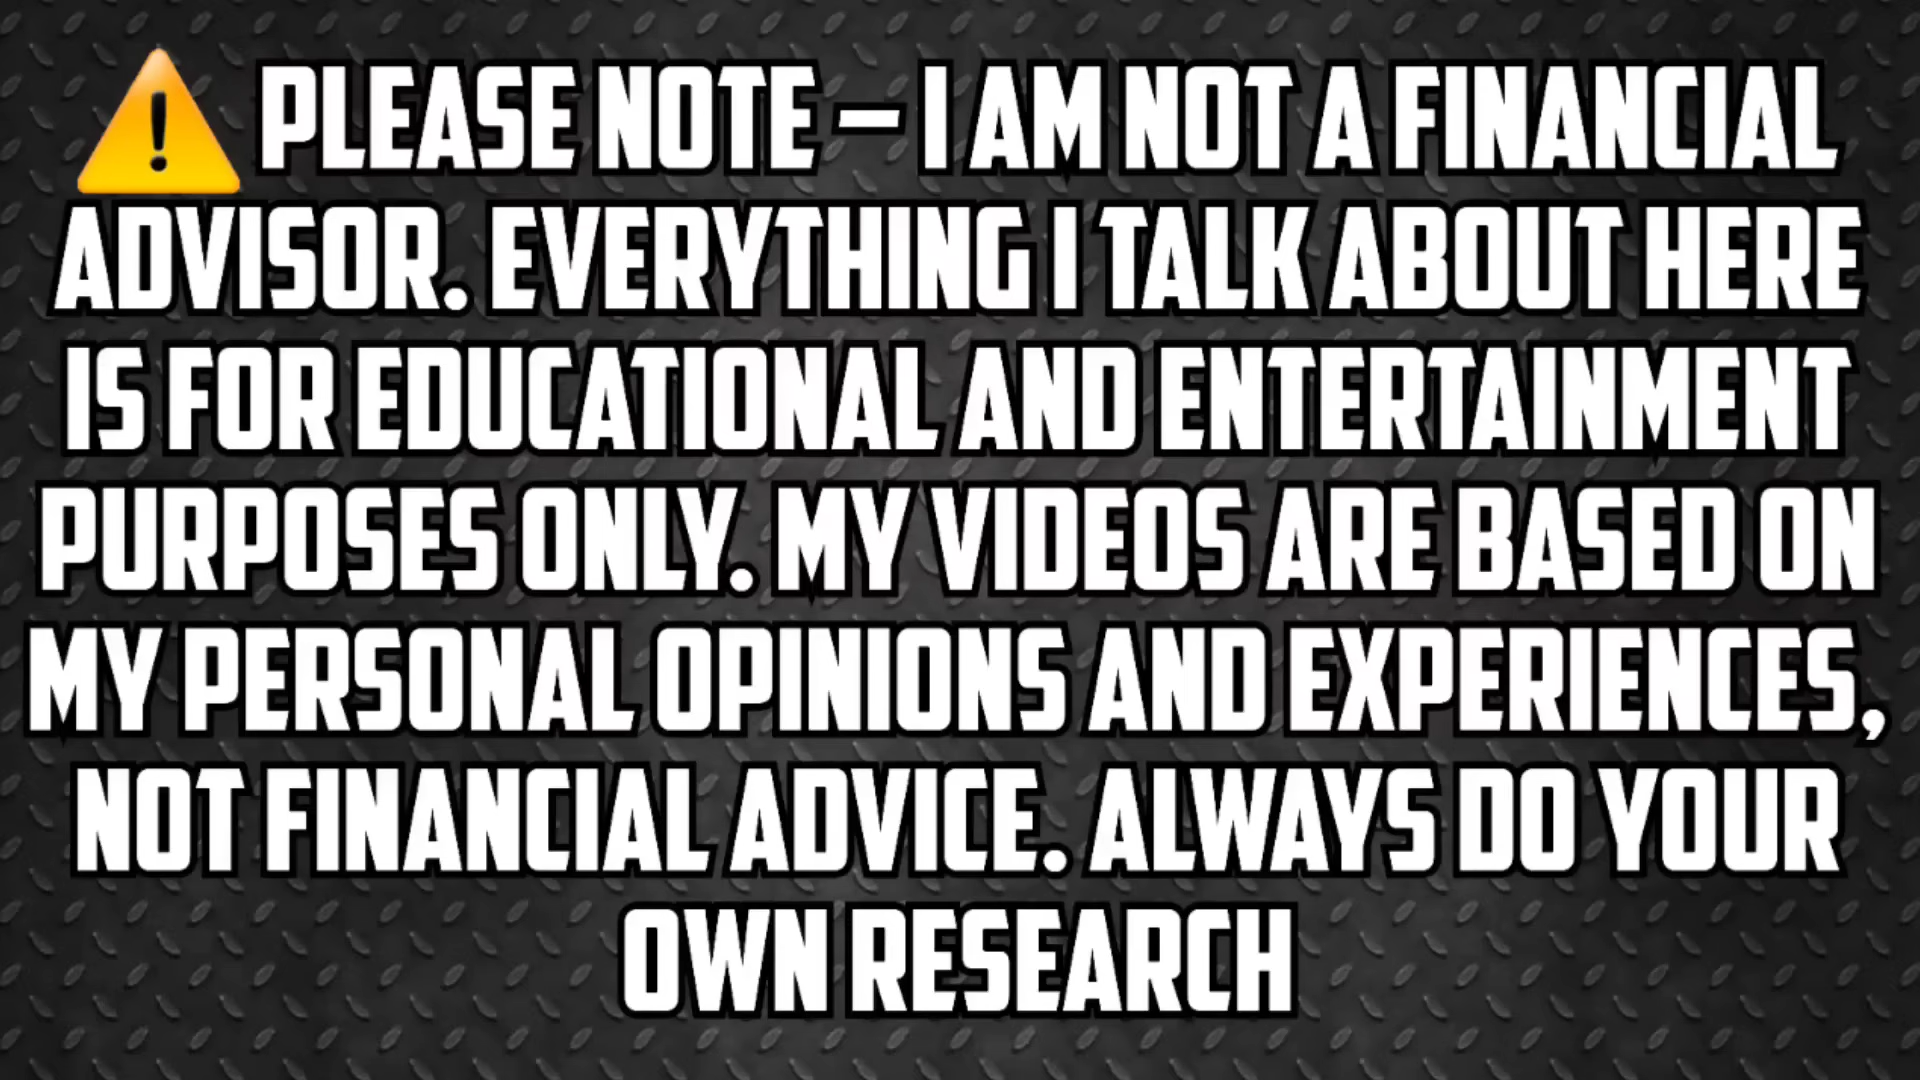 ⚠️ PLEASE NOTE – I AM NOT A FINANCIAL
ADVISOR. EVERYTHING I TALK ABOUT HERE
IS FOR EDUCATIONAL AND ENTERTAINMENT
PURPOSES ONLY. MY VIDEOS ARE BASED ON
MY PERSONAL OPINIONS AND EXPERIENCES,
NOT FINANCIAL ADVICE. ALWAYS DO YOUR
OWN RESEARCH